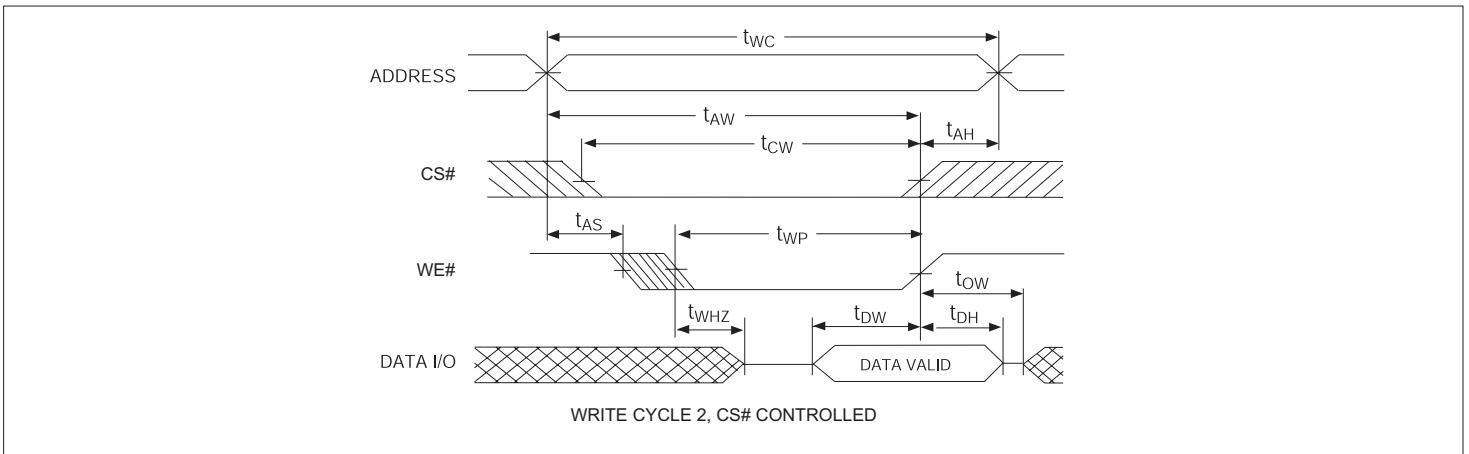 tWC
ADDRESS
tAW
tAH
tCW
CS#
tAS
tWP
WE#
tOW
tWHZ
tDW
tDH
DATA I/O
DATA VALID
WRITE CYCLE 2, CS# CONTROLLED